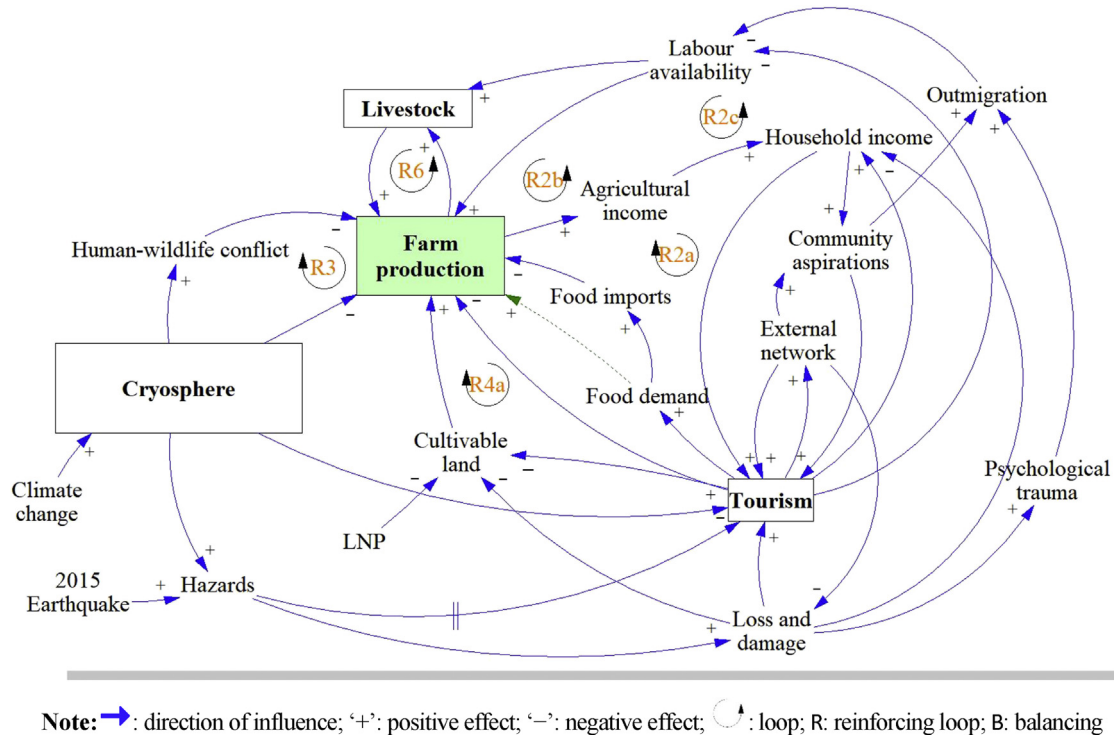 Labour
availability
Outmigration
Livestock
R2c
Household income
R6
R2b
Agricultural
income
Human-wildlife conflict
R3
Farm
production
R2a
Community
aspirations
Food imports
External
network
Cryosphere
R4a
Food demand
Cultivable
land
Climate
change
LNP
Tourism
Psychological
trauma
2015
Earthquake
Hazards
Loss and
damage
Note: : direction of influence; ‘+’: positive effect; ‘−’: negative effect; : loop; R: reinforcing loop; B: balancing